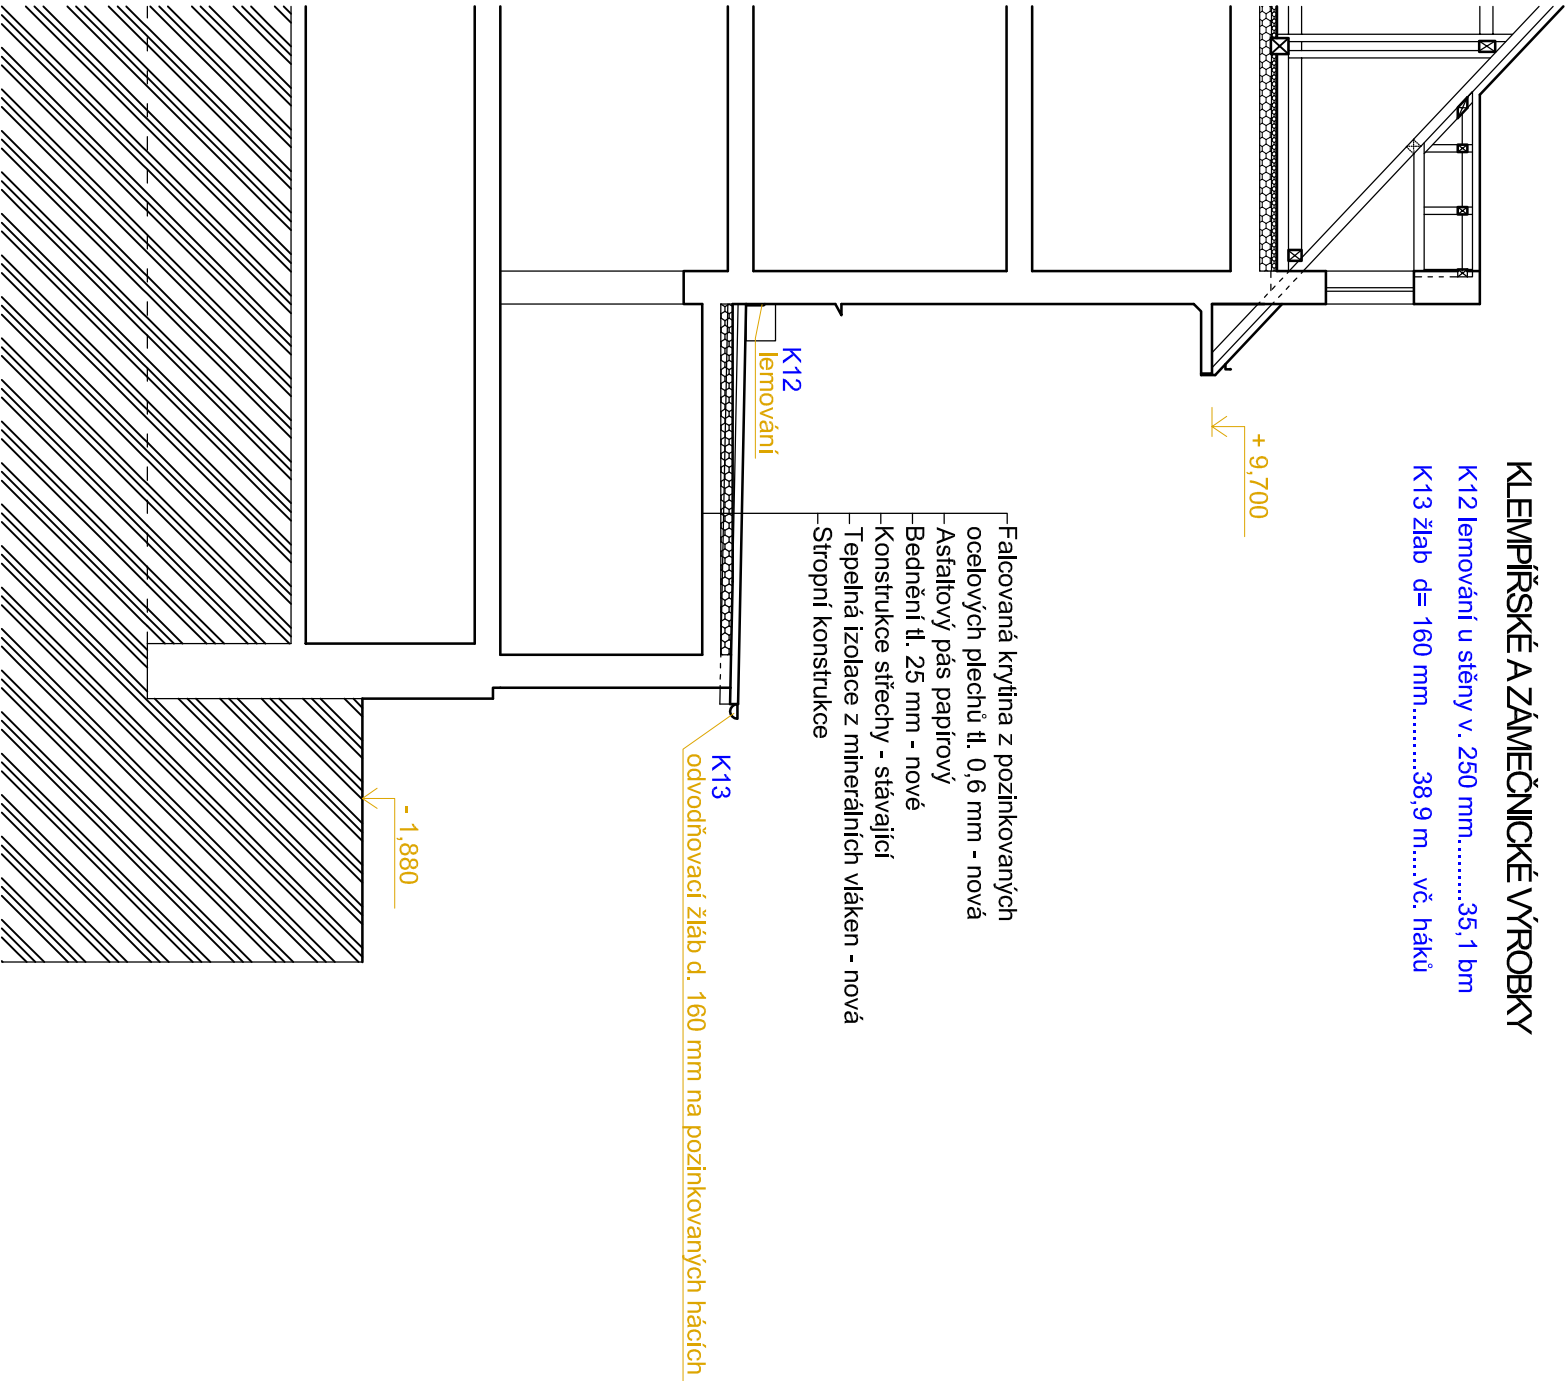 KLEMPÍŘSKÉ A ZÁMEČNICKÉ VÝROBKY
K12 lemování u stěny v. 250 mm.........35,1 bm
K13 žlab d= 160 mm.........38,9 m....vč. háků
+ 9,700
Falcovaná krytina z pozinkovaných
ocelových plechů tl. 0,6 mm - nová
Asfaltový pás papírový
Bednění tl. 25 mm - nové
Konstrukce střechy - stávající
Tepelná izolace z minerálních vláken - nová
Stropní konstrukce
K12
lemování
K13
odvodňovací žláb d. 160 mm na pozinkovaných hácích
- 1,880